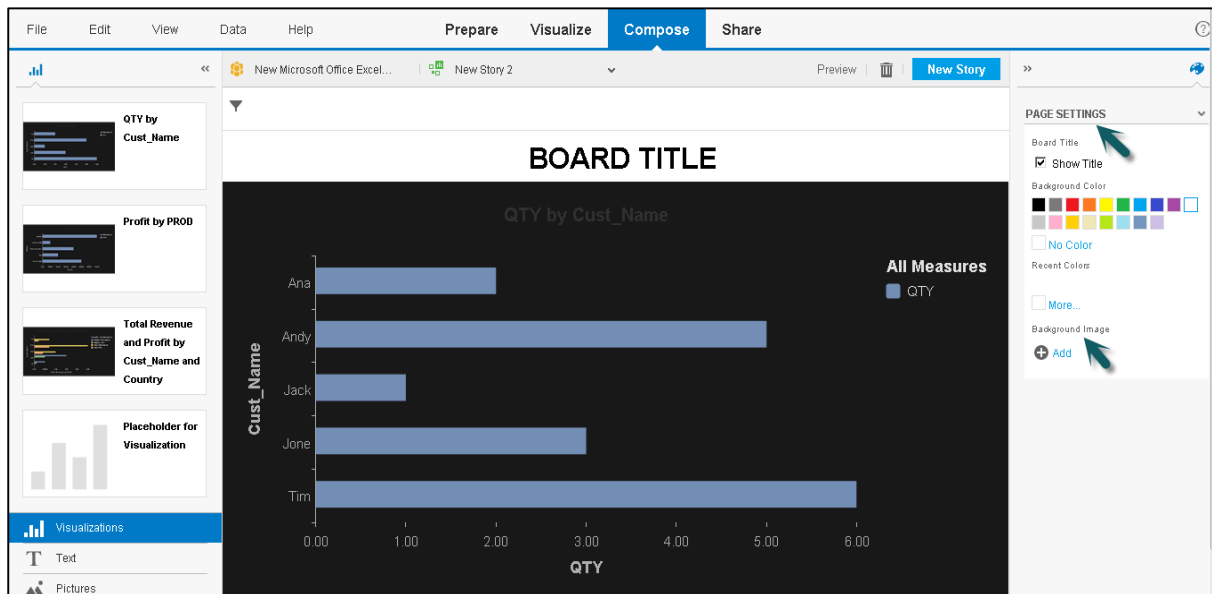 File Edit View Data Help Prepare Visualize Compose Share ?
New Microsoft Office Excel... New Story 2 Preview New Story
QTY by
Cust_Name
Profit by PROD
Total Revenue
and Profit by
Cust_Name and
Country
Placeholder for
Visualization
Visualizations
T Text
Pictures
BOARD TITLE
QTY by Cust_Name
All Measures
QTY
Cust_Name
Ana
Andy
Jack
Jone
Tim
0.00 1.00 2.00 3.00 4.00 5.00 6.00
QTY
PAGE SETTINGS
Board Title
Show Title
Background Color
No Color
Recent Colors
More...
Background Image
Add